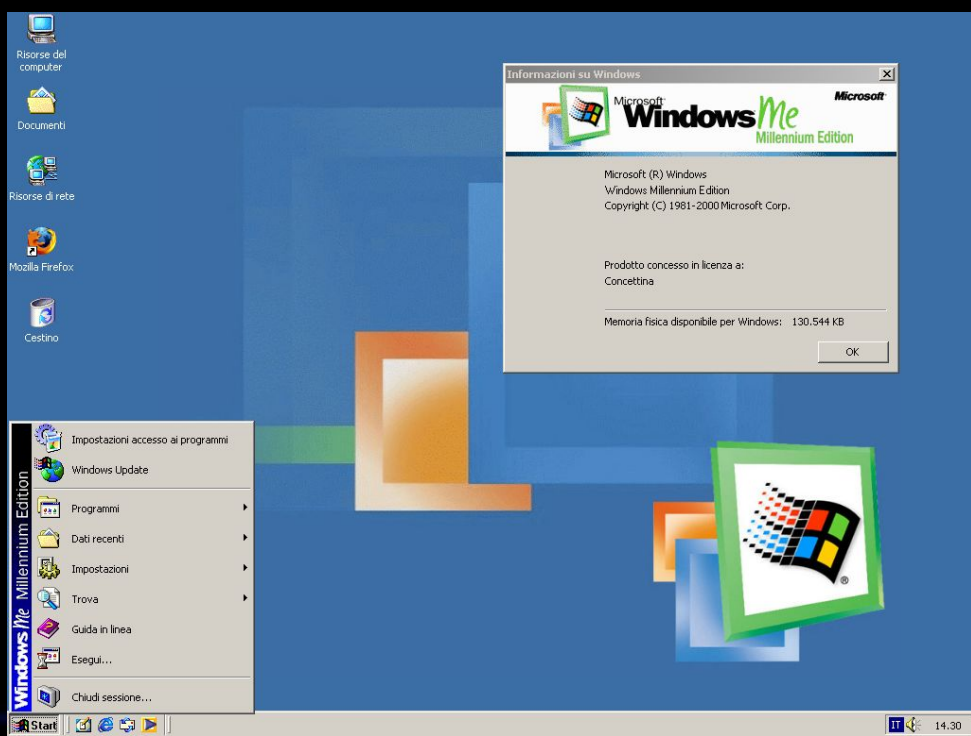 Risorse del
computer
Documenti
Risorse di rete
Mozilla Firefox
Cestino
Informazioni su Windows
Microsoft
Microsoft
Windows Me
Millennium Edition
Microsoft (R) Windows
Windows Millennium Edition
Copyright (C) 1981-2000 Microsoft Corp.
Prodotto concesso in licenza a:
Concettina
Memoria fisica disponibile per Windows: 130.544 KB
OK
Impostazioni accesso ai programmi
Windows Update
Programmi
Dati recenti
Impostazioni
Trova
Guida in linea
Esegui...
Chiudi sessione...
Windows Me Millennium Edition
Start
IT
14.30